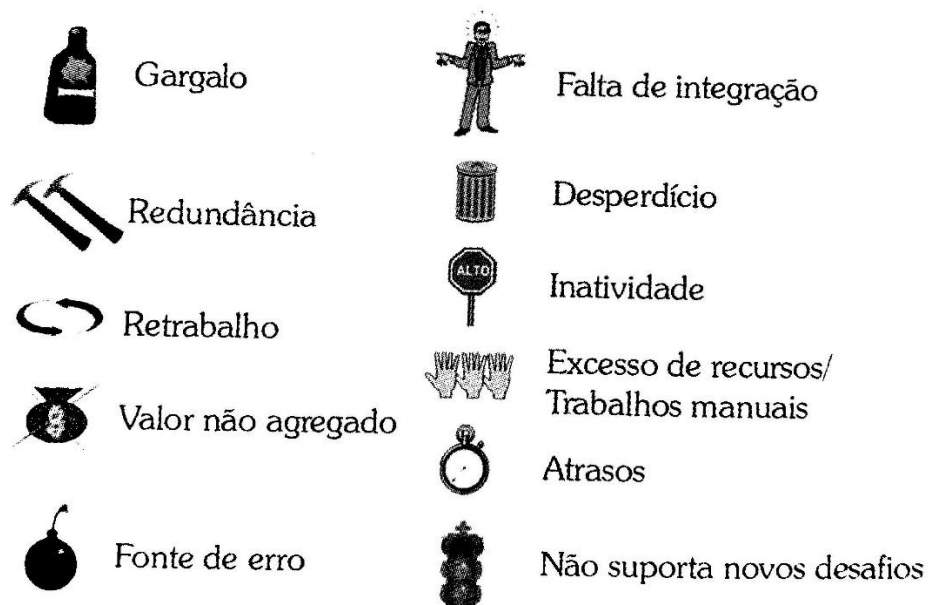 Gargalo
Redundância
Retrabalho
Valor não agregado
Fonte de erro
Falta de integração
Desperdício
ALTO
Inatividade
Excesso de recursos/
Trabalhos manuais
Atrasos
Não suporta novos desafios